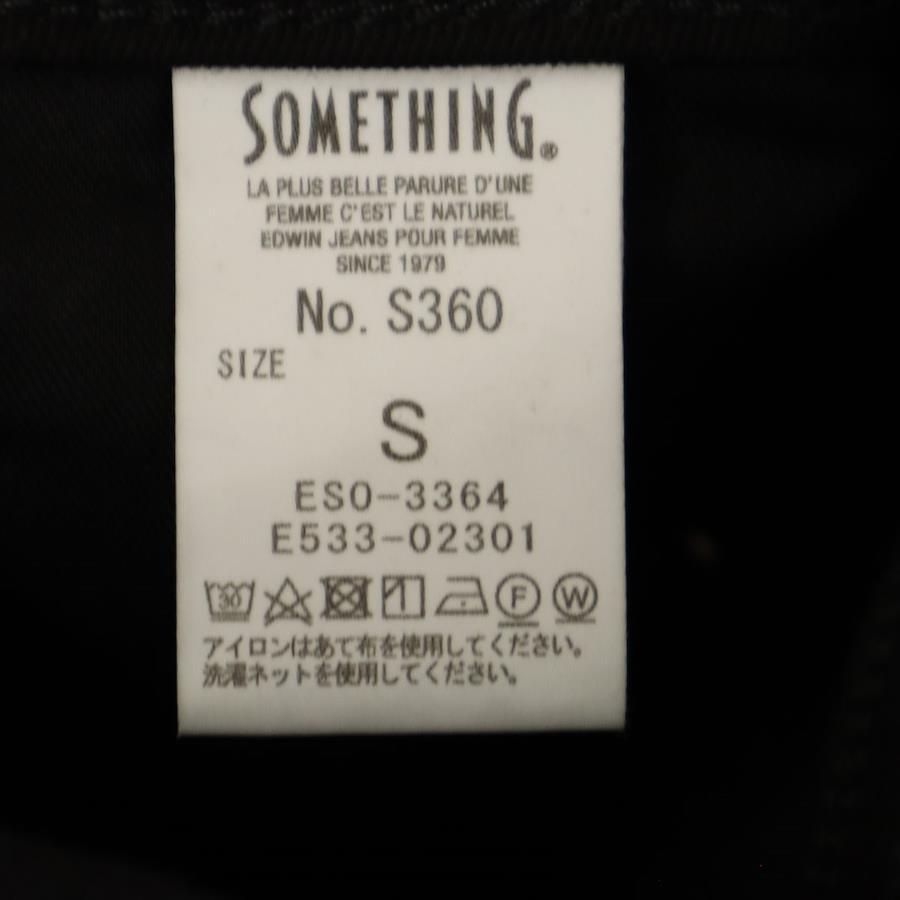 SOMETHING®
LA PLUS BELLE PARURE D'UNE
FEMME C'EST LE NATUREL
EDWIN JEANS POUR FEMME
SINCE 1979
No. S360
SIZE
S
ESO-3364
E533-02301
30 F W
アイロンはあて布を使用してください。
洗濯ネットを使用してください。